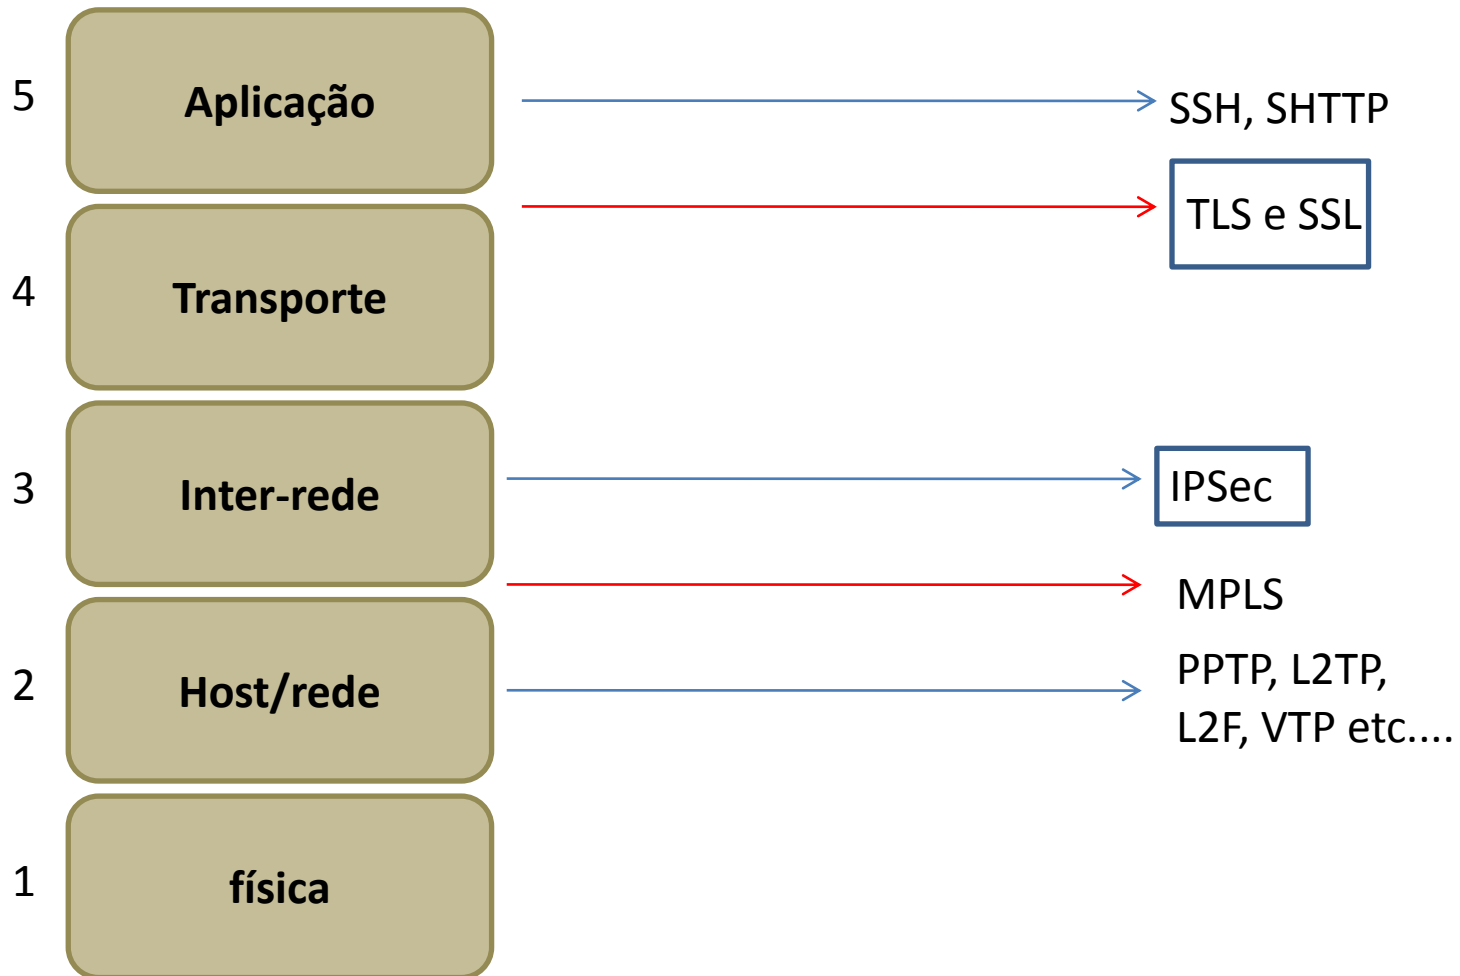 5
Aplicação
SSH, SHTTP
TLS e SSL
4
Transporte
3
Inter-rede
IPSec
MPLS
2
Host/rede
PPTP, L2TP,
L2F, VTP etc....
1
física